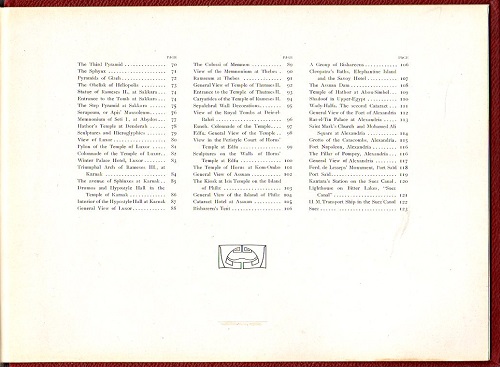 PAGE
The Third Pyramid 70
The Sphynx 71
Pyramids of Gizeh 72
The Obelisk of Heliopolis 73
Statue of Rameses II., at Sakkara 74
Entrance to the Tomb at Sakkara 74
The Step Pyramid at Sakkara 75
Serapeum, or Apis' Mausoleum 76
Memnonium of Seti I., at Abydos 77
Hathor's Temple at Denderah 78
Sculptures and Hieroglyphics 79
View of Luxor 80
Pylon of the Temple of Luxor 81
Colonnade of the Temple of Luxor 82
Winter Palace Hotel, Luxor 83
Triumphal Arch of Rameses III., at
Karnak 84
The avenue of Sphinxes at Karnak 85
Dromos and Hypostyle Hall in the
Temple of Karnak 86
Interior of the Hypostyle Hall at Karnak 87
General View of Luxor 88
PAGE
The Colossi of Memnon 89
View of the Memnonium at Thebes 90
Rameseum at Thebes 91
General View of Temple of Thames-II. 92
Entrance to the Temple of Thames-II. 93
Caryatides of the Temple of Rameses-II. 94
Sepulchral Wall Decorations 95
View of the Royal Tombs at Beirel-
Babel 96
Esneh. Colonnade of the Temple 97
Edfu, General View of the Temple 98
View in the Peristyle Court of Horus'
Temple at Edfu 99
Sculptures on the Temple of Horus'
Temple at Edfu 100
The Temple of Horus at Kom-Ombo 101
General View of Assuan 102
The Kiosk at Isis Temple on the Island
of Philæ 103
General View of the Island of Philæ 104
Cataract Hotel at Assuan 105
Bishareen's Tent 106
PAGE
A Group of Bishareens 106
Cleopatra's Baths, Elephantine Island
and the Savoy Hotel 107
The Assuan Dam 108
Temple of Hathor at Abou-Simbel 109
Shadoof in Upper-Egypt 100
Wady-Halfa. The second Cataract 111
General View of the Port of Alexandria 112
Ras-el-Tin Palace at Alexandria 113
Saint Mark's Church and Mohamed Ali
Square at Alexandria 114
Grotto of the Graecomelic, Alexandria 115
Fort Napoleon, Alexandria 116
The Pillar of Pompey, Alexandria 116
General View of Alexandria 117
Ferd. de Lesseps' Monument, Port Said 118
Port Said 119
Kantara's Station on the Suez Canal 120
Lighthouse on Bitter Lakes, "Suez
Canal" 121
H. M. Transport Ship in the Suez Canal 122
Suez 123